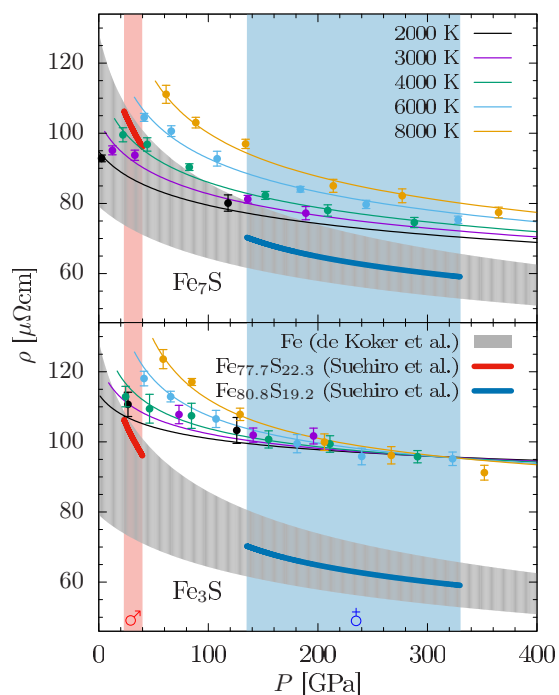 120
100
80
60
2000 K
3000 K
4000 K
6000 K
8000 K
Fe₇S
ρ [μΩcm]
120
100
80
60
Fe (de Koker et al.)
Fe₇₇.₇S₂₂.₃ (Suehiro et al.)
Fe₈₀.₈S₁₉.₂ (Suehiro et al.)
Fe₃S
♂ ♁
0 100 200 300 400
P [GPa]